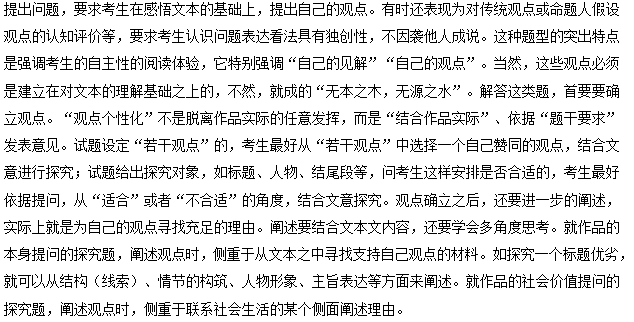 提出问题，要求考生在感悟文本的基础上，提出自己的观点。有时还表现为对传统观点或命题人假设
观点的认知评价等，要求考生认识问题表达看法具有独创性，不因袭他人成说。这种题型的突出特点
是强调考生的自主性的阅读体验，它特别强调“自己的见解”“自己的观点”。当然，这些观点必须
是建立在对文本的理解基础之上的，不然，就成的“无本之木，无源之水”。解答这类题，首要要确
立观点。“观点个性化”不是脱离作品实际的任意发挥，而是“结合作品实际”、依据“题干要求”
发表意见。试题设定“若干观点”的，考生最好从“若干观点”中选择一个自己赞同的观点，结合文
意进行探究；试题给出探究对象，如标题、人物、结尾段等，问考生这样安排是否合适的，考生最好
依据提问，从“适合”或者“不合适”的角度，结合文意探究。观点确立之后，还要进一步的阐述，
实际上就是为自己的观点寻找充足的理由。阐述要结合文本文内容，还要学会多角度思考。就作品的
本身提问的探究题，阐述观点时，侧重于从文本之中寻找支持自己观点的材料。如探究一个标题优劣，
就可以从结构（线索）、情节的构筑、人物形象、主旨表达等方面来阐述。就作品的社会价值提问的
探究题，阐述观点时，侧重于联系社会生活的某个侧面阐述理由。